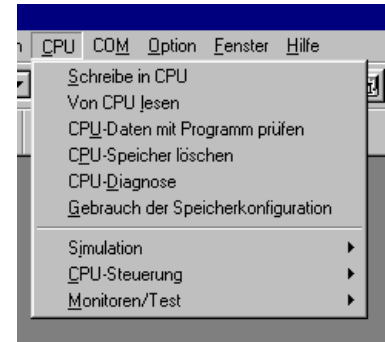 CPU COM Option Fenster Hilfe
Schreibe in CPU
Von CPU lesen
CPU-Daten mit Programm prüfen
CPU-Speicher löschen
CPU-Diagnose
Gebrauch der Speicherkonfiguration
Simulation
CPU-Steuerung
Monitoren/Test